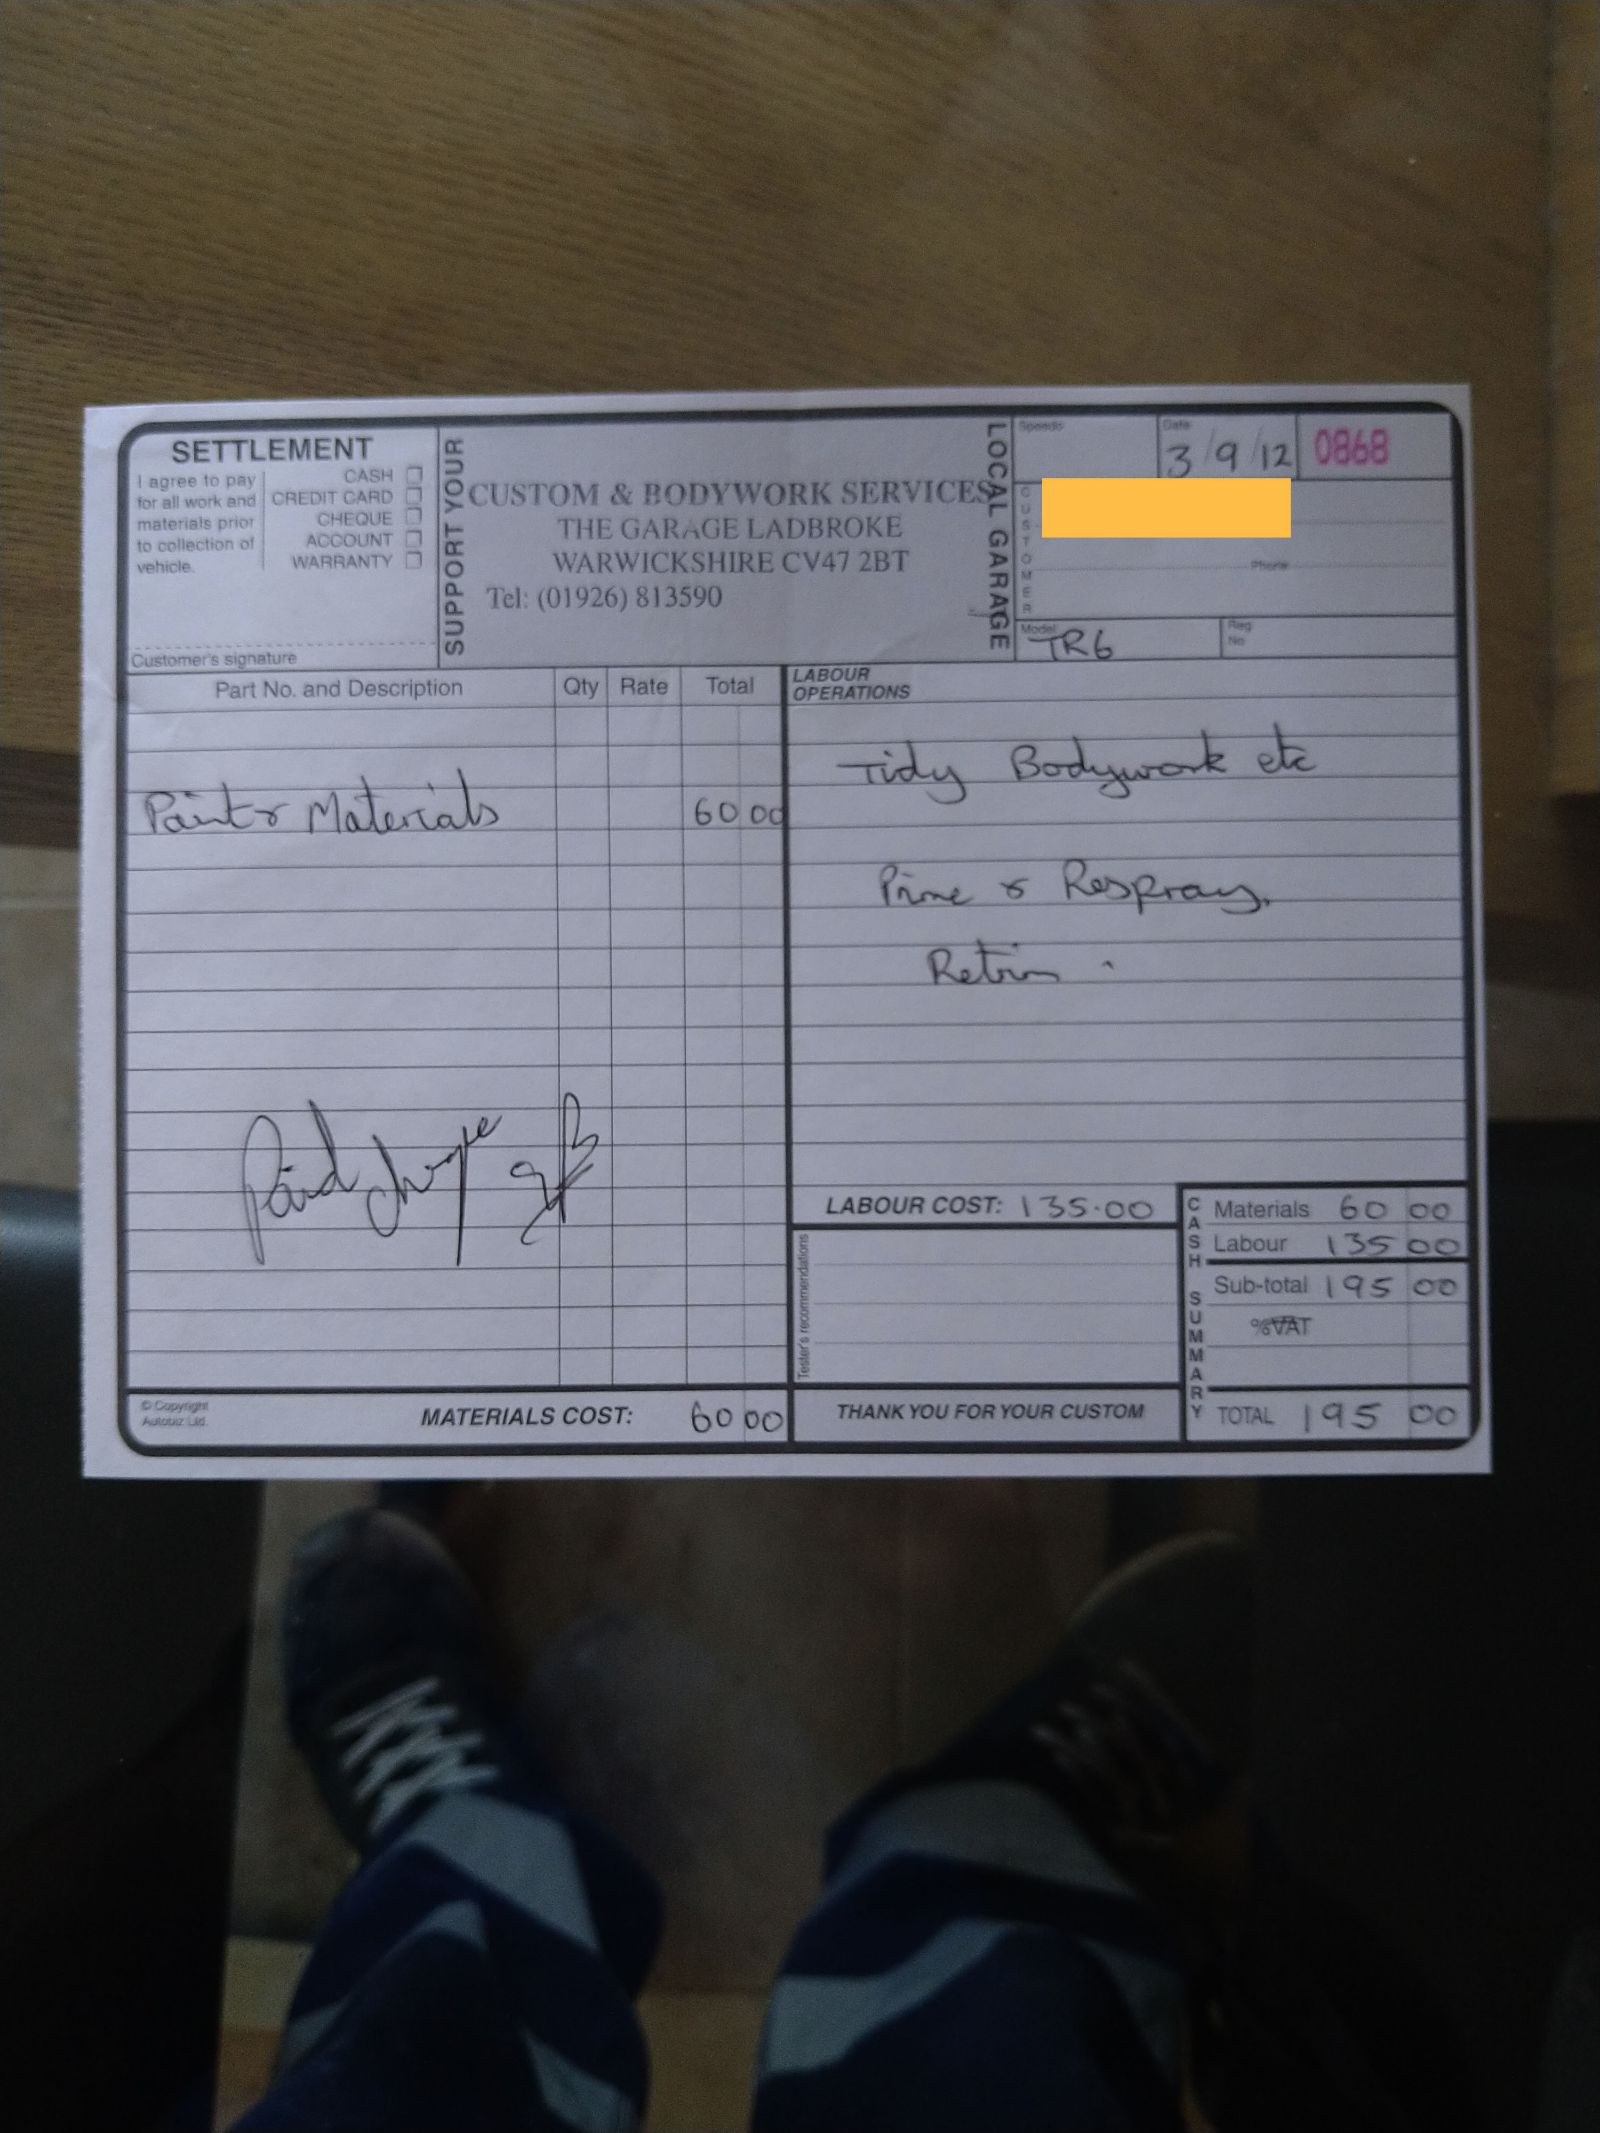 SETTLEMENT
I agree to pay
for all work and
materials prior
to collection of
vehicle.
CASH
CREDIT CARD
CHEQUE
ACCOUNT
WARRANTY
Customer's signature
SUPPORT YOUR
CUSTOM & BODYWORK SERVICES
THE GARAGE LADBROKE
WARWICKSHIRE CV47 2BT
Tel: (01926) 813590
LOCAL GARAGE
Speedo
Date 3/9/12
0868
CUSTOMER
Phone
Model TR6
Reg No
Part No. and Description Qty Rate Total
Paint & Materials 60 00
Paid cheque
MATERIALS COST: 60 00
© Copyright
Autobiz Ltd.
LABOUR
OPERATIONS
Tidy Bodywork etc
Prime & Respray.
Retrim
LABOUR COST: 135.00
Tester's recommendations
THANK YOU FOR YOUR CUSTOM
CASH SUMMARY
Materials 60 00
Labour 135 00
Sub-total 195 00
%VAT
TOTAL 195 00